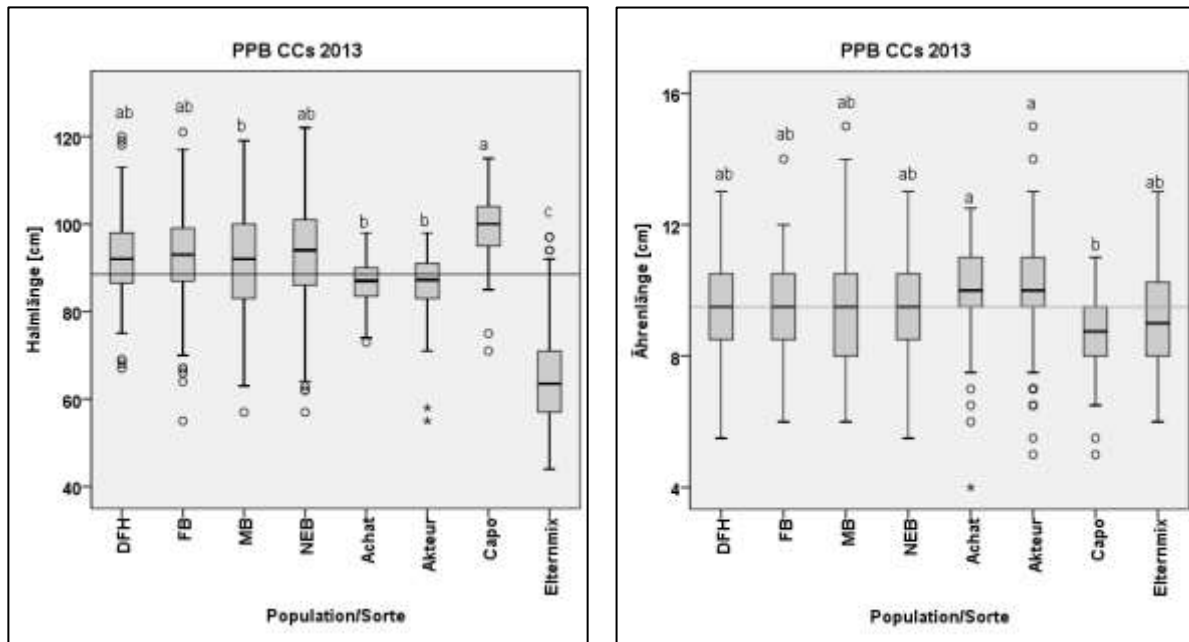 PPB CCs 2013
Halmlänge [cm]
120
100
80
60
40
ab
ab
b
ab
b
b
a
c
DFH
FB
MB
NEB
Achat
Akteur
Capo
Elternmix
Population/Sorte
PPB CCs 2013
Ährenlänge [cm]
16
12
8
4
ab
ab
ab
ab
a
a
b
ab
DFH
FB
MB
NEB
Achat
Akteur
Capo
Elternmix
Population/Sorte